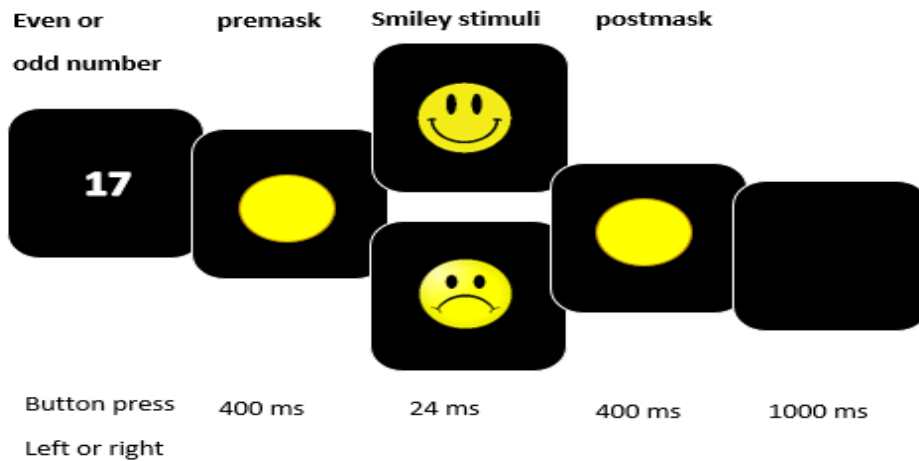 Even or
odd number
premask
Smiley stimuli
postmask
17
Button press
Left or right
400 ms
24 ms
400 ms
1000 ms